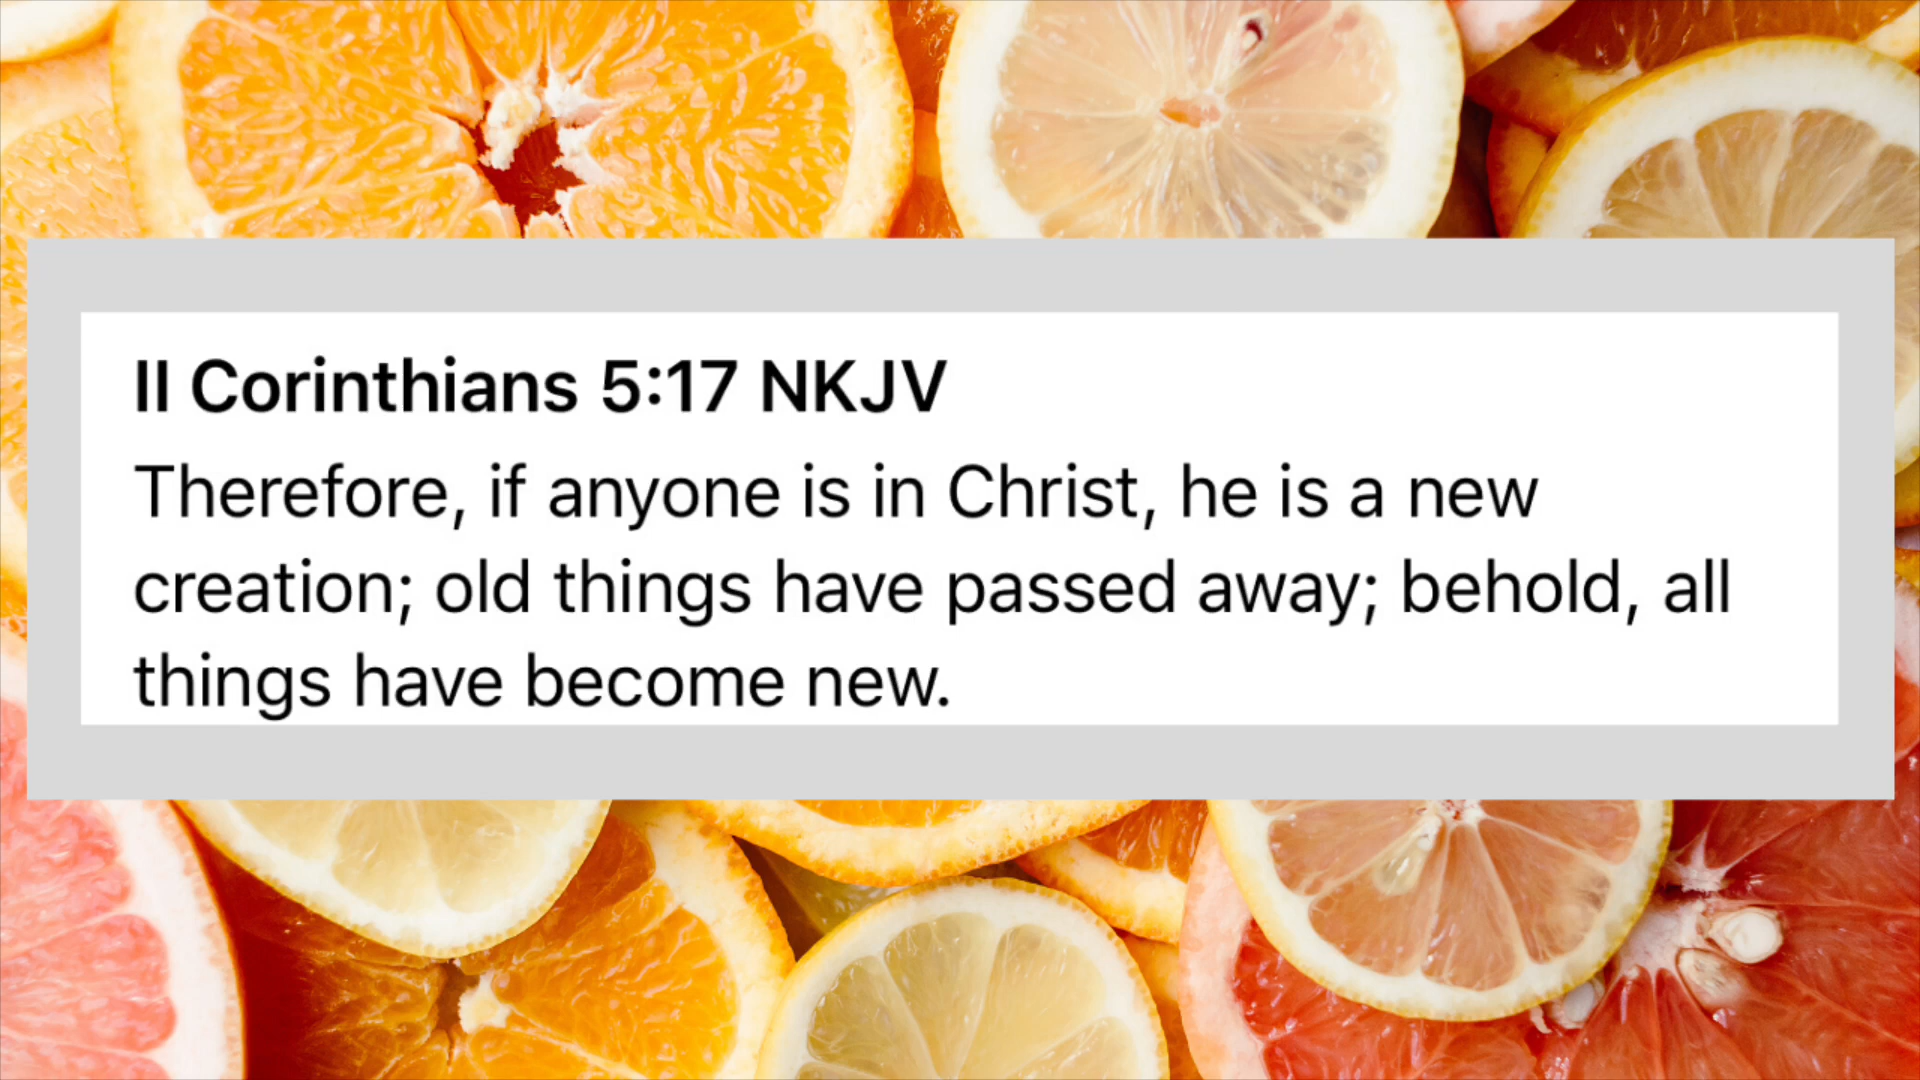 II Corinthians 5:17 NKJV
Therefore, if anyone is in Christ, he is a new
creation; old things have passed away; behold, all
things have become new.